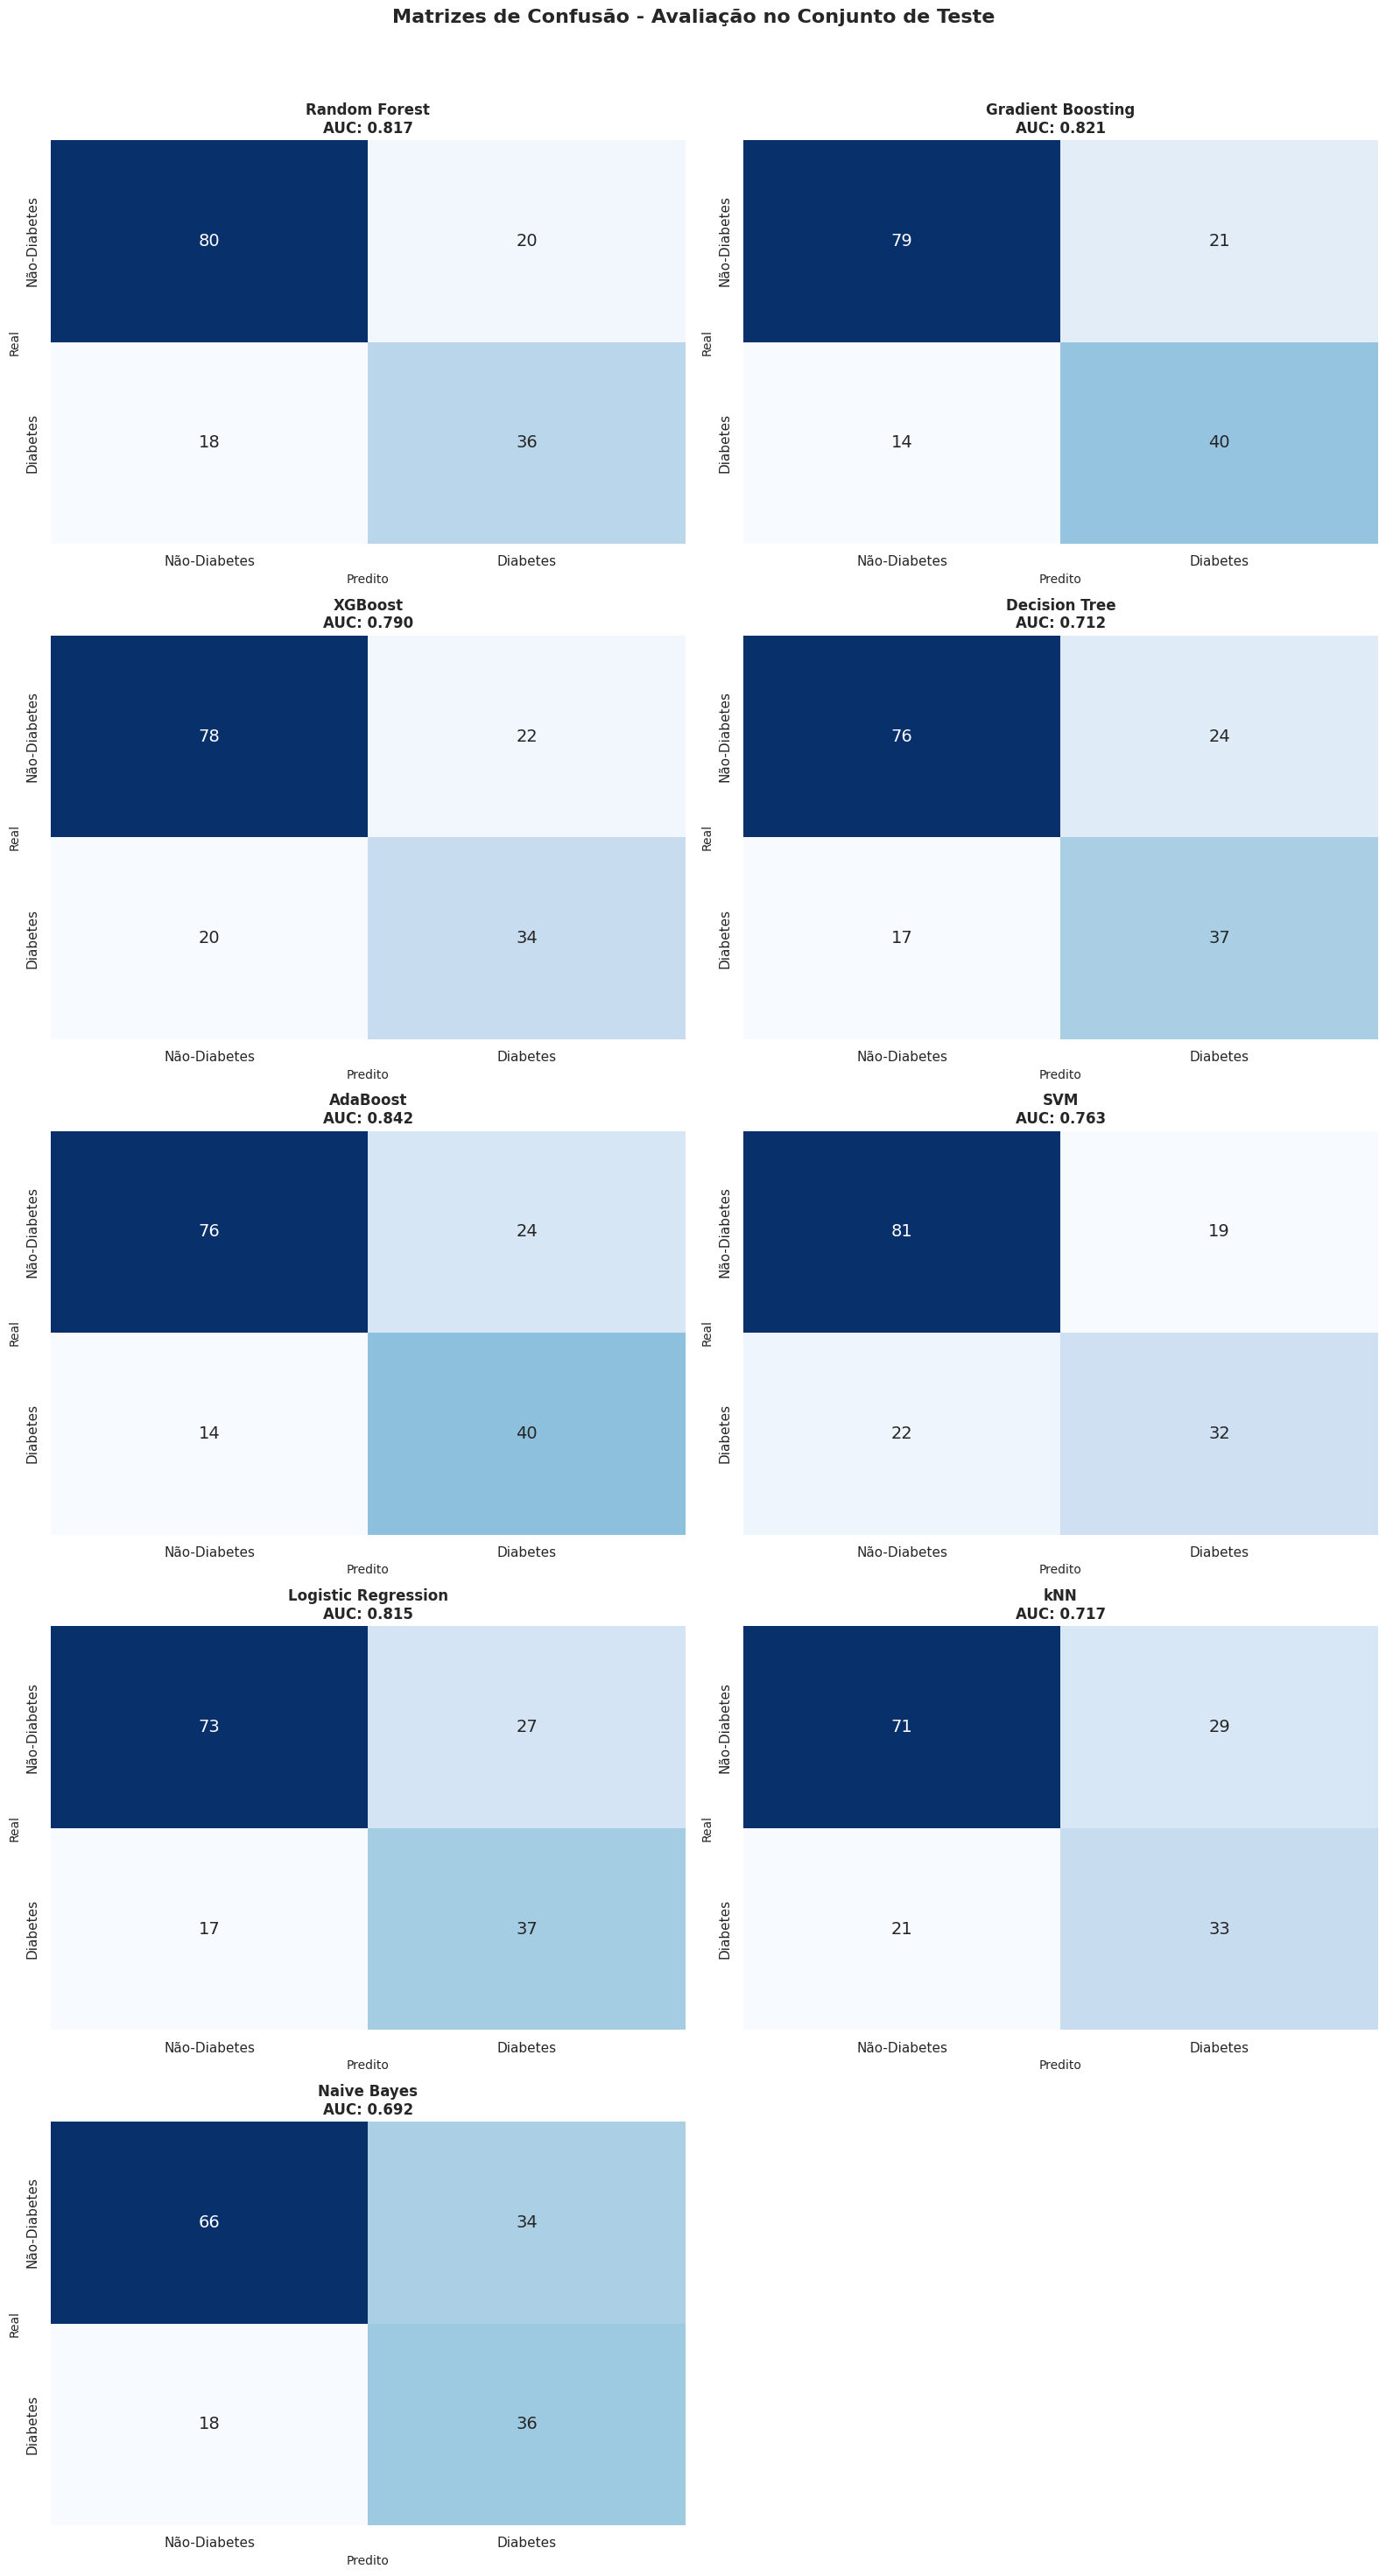 Matrizes de Confusão - Avaliação no Conjunto de Teste
Random Forest
AUC: 0.817
Real
Não-Diabetes
80
20
Diabetes
18
36
Não-Diabetes
Diabetes
Predito
Gradient Boosting
AUC: 0.821
Real
Não-Diabetes
79
21
Diabetes
14
40
Não-Diabetes
Diabetes
Predito
XGBoost
AUC: 0.790
Real
Não-Diabetes
78
22
Diabetes
20
34
Não-Diabetes
Diabetes
Predito
Decision Tree
AUC: 0.712
Real
Não-Diabetes
76
24
Diabetes
17
37
Não-Diabetes
Diabetes
Predito
AdaBoost
AUC: 0.842
Real
Não-Diabetes
76
24
Diabetes
14
40
Não-Diabetes
Diabetes
Predito
SVM
AUC: 0.763
Real
Não-Diabetes
81
19
Diabetes
22
32
Não-Diabetes
Diabetes
Predito
Logistic Regression
AUC: 0.815
Real
Não-Diabetes
73
27
Diabetes
17
37
Não-Diabetes
Diabetes
Predito
kNN
AUC: 0.717
Real
Não-Diabetes
71
29
Diabetes
21
33
Não-Diabetes
Diabetes
Predito
Naive Bayes
AUC: 0.692
Real
Não-Diabetes
66
34
Diabetes
18
36
Não-Diabetes
Diabetes
Predito